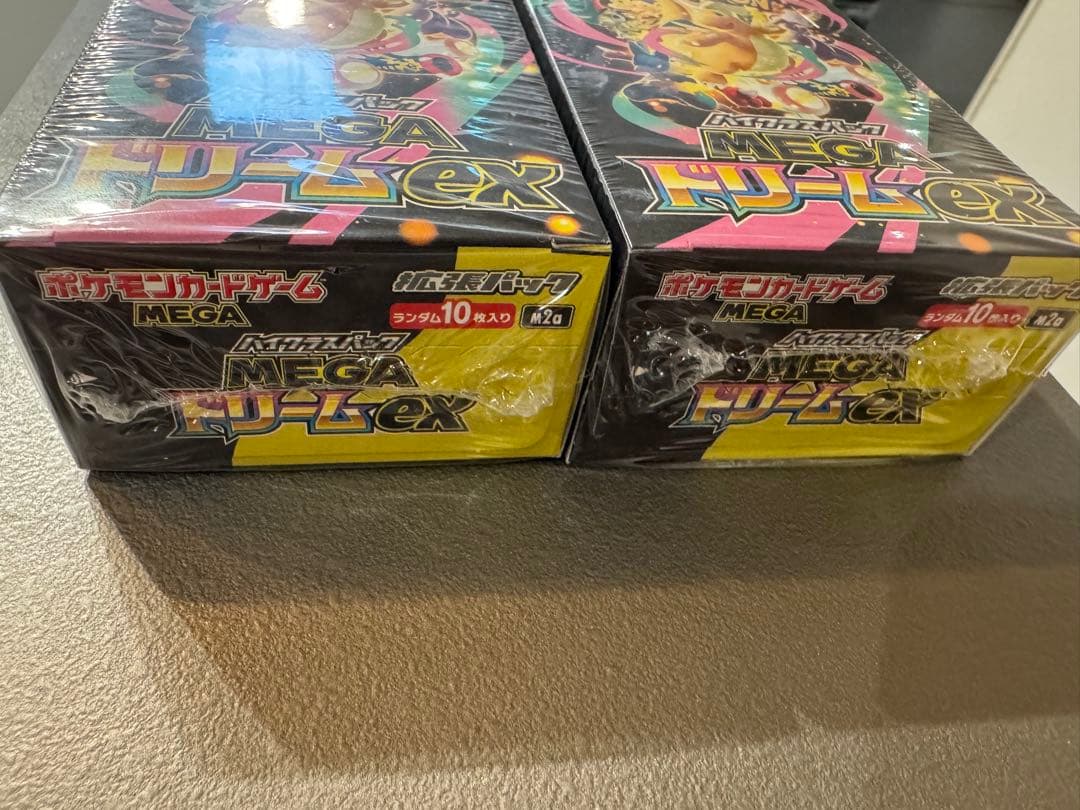 ハイクラスパック
MEGA
ドリームex
ハイクラスパック
MEGA
ドリームex
ポケモンカードゲーム
MEGA
拡張パック
ランダム10枚入り M2a
ハイクラスパック
MEGA
ドリームex
ポケモンカードゲーム
MEGA
拡張パック
ランダム10枚入り M2a
ハイクラスパック
MEGA
ドリームex